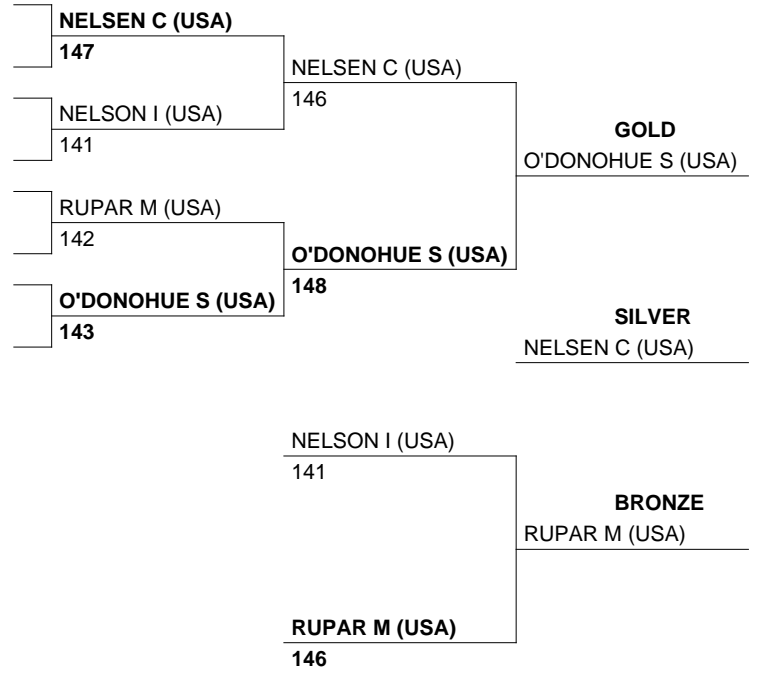 NELSEN C (USA)
147
NELSEN C (USA)
146
NELSON I (USA)
141
GOLD
O'DONOHUE S (USA)
RUPAR M (USA)
142
O'DONOHUE S (USA)
148
O'DONOHUE S (USA)
143
SILVER
NELSEN C (USA)
NELSON I (USA)
141
BRONZE
RUPAR M (USA)
RUPAR M (USA)
146